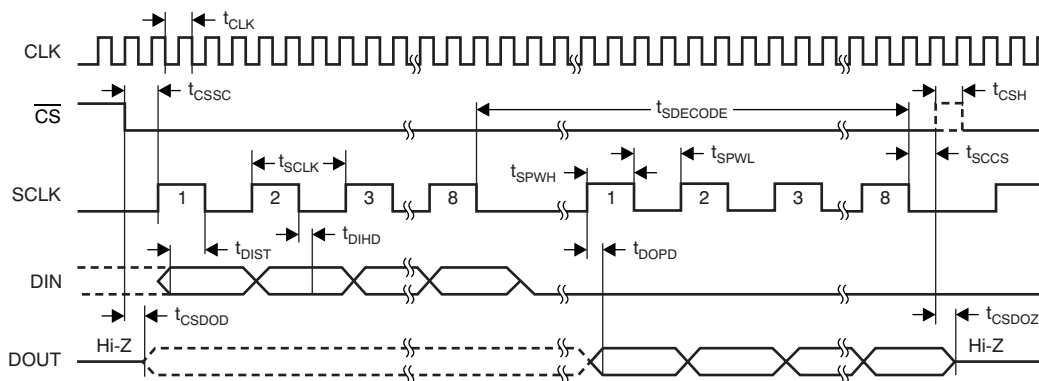 tCLK
CLK
tCSSC
tCSH
CS
tSDECODE
tSCLK
tSPWH
tSPWL
tSCCS
SCLK
1
2
3
8
1
2
3
8
tDIST
tDIHD
tDOPD
DIN
tCSDOD
tCSDOZ
Hi-Z
Hi-Z
DOUT